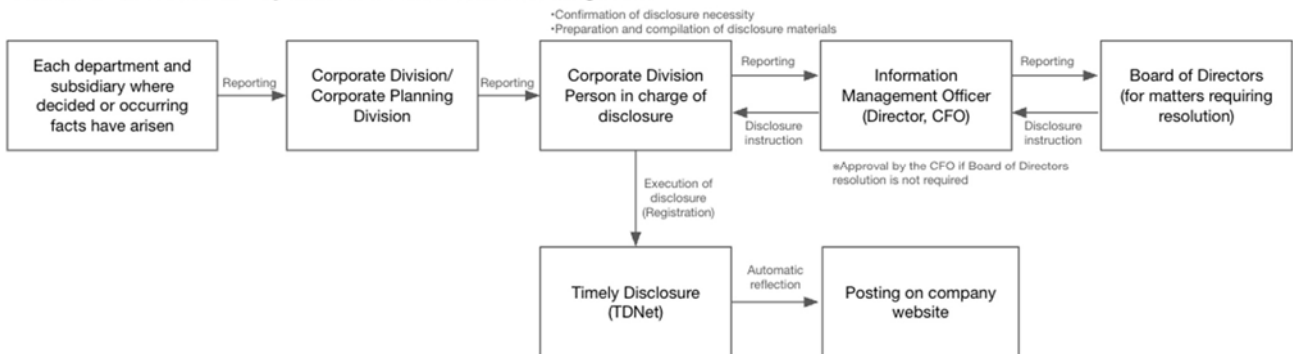 •Confirmation of disclosure necessity
•Preparation and compilation of disclosure materials
Each department and
subsidiary where
decided or occurring
facts have arisen
Reporting
Corporate Division/
Corporate Planning
Division
Reporting
Corporate Division
Person in charge of
disclosure
Reporting
Disclosure
instruction
Information
Management Officer
(Director, CFO)
Reporting
Disclosure
instruction
Board of Directors
(for matters requiring
resolution)
※Approval by the CFO if Board of Directors
resolution is not required
Execution of
disclosure
(Registration)
Timely Disclosure
(TDNet)
Automatic
reflection
Posting on company
website